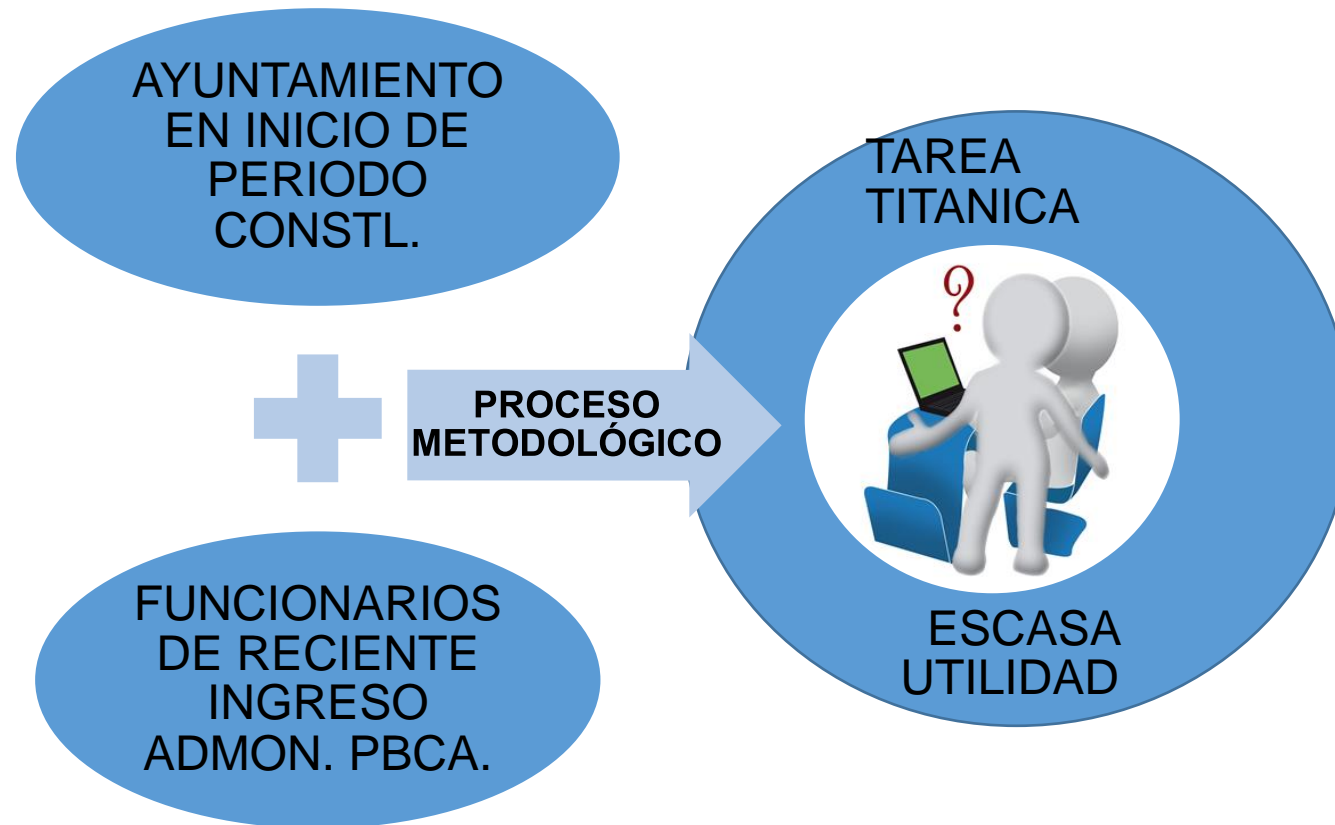 AYUNTAMIENTO
EN INICIO DE
PERIODO
CONSTL.
FUNCIONARIOS
DE RECIENTE
INGRESO
ADMON. PBCA.
PROCESO
METODOLÓGICO
TAREA
TITANICA
?
ESCASA
UTILIDAD